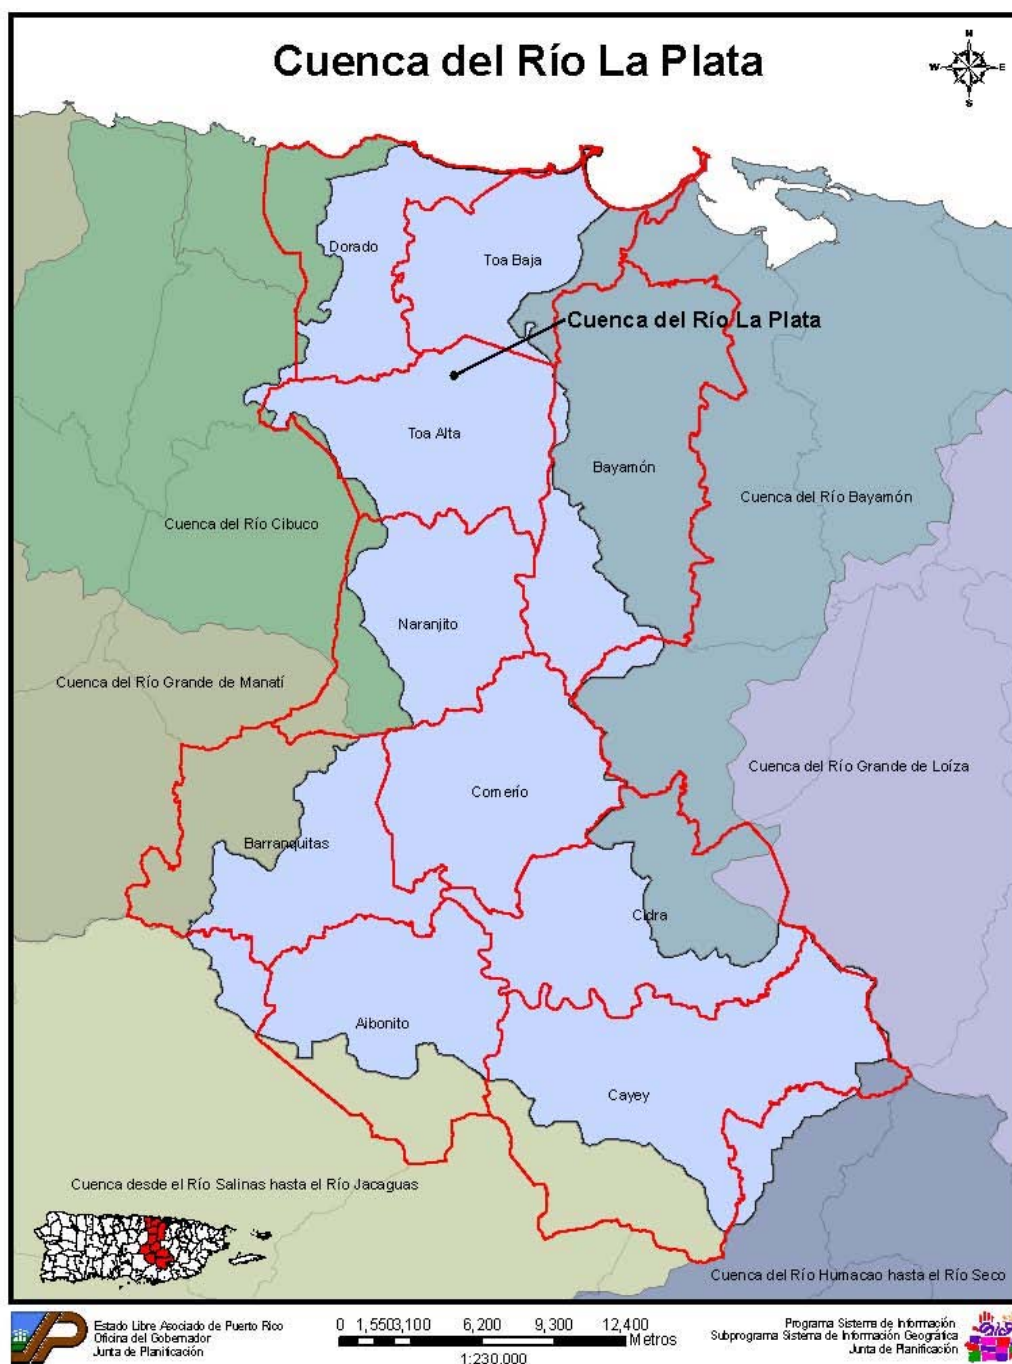 Cuenca del Río La Plata
N
W E
S
Dorado
Toa Baja
Cuenca del Río La Plata
Toa Alta
Bayamón
Cuenca del Río Bayamón
Cuenca del Río Cibuco
Naranjito
Cuenca del Río Grande de Manatí
Cuenca del Río Grande de Loíza
Comerío
Barranquitas
Cidra
Aibonito
Cayey
Cuenca desde el Río Salinas hasta el Río Jacaguas
Cuenca del Río Humacao hasta el Río Seco
Estado Libre Asociado de Puerto Rico
Oficina del Gobernador
Junta de Planificación
0 1,550 3,100 6,200 9,300 12,400
Metros
1:230,000
Programa Sistema de Información
Subprograma Sistema de Información Geográfica
Junta de Planificación